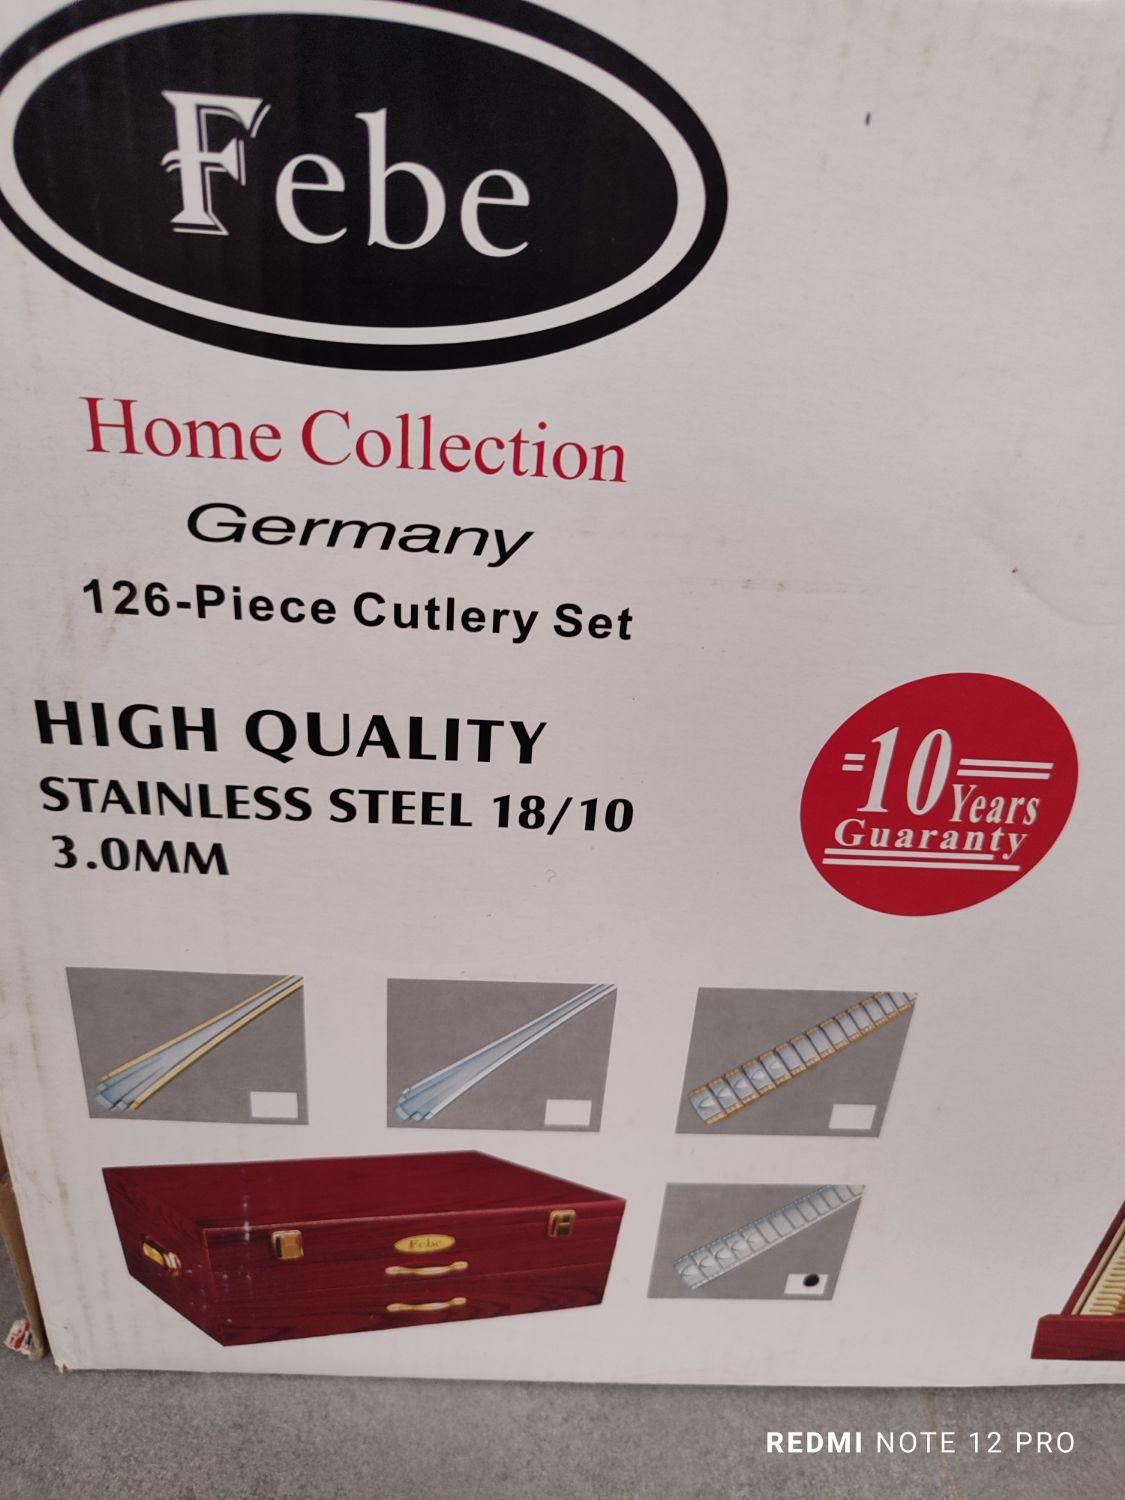 Febe
Home Collection
Germany
126-Piece Cutlery Set
HIGH QUALITY
STAINLESS STEEL 18/10
3.0MM
10 Years
Guaranty
Febe
REDMI NOTE 12 PRO